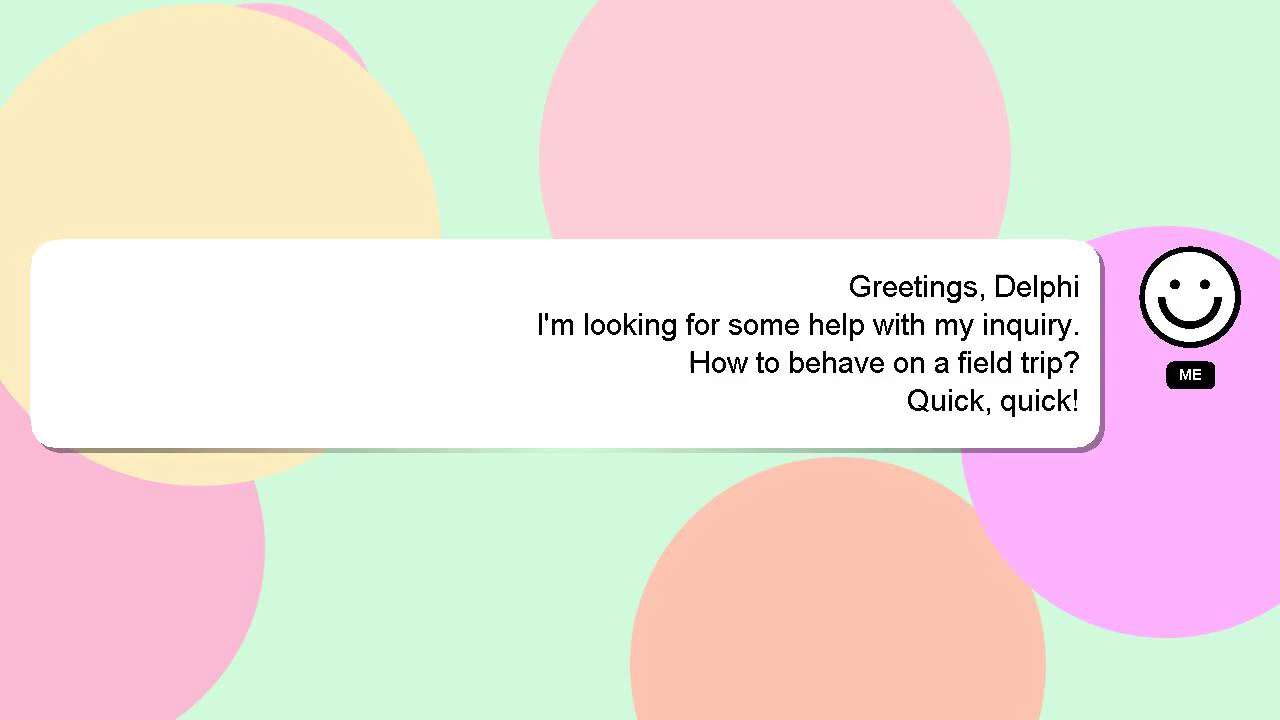 Greetings, Delphi
I'm looking for some help with my inquiry.
How to behave on a field trip?
Quick, quick!
ME